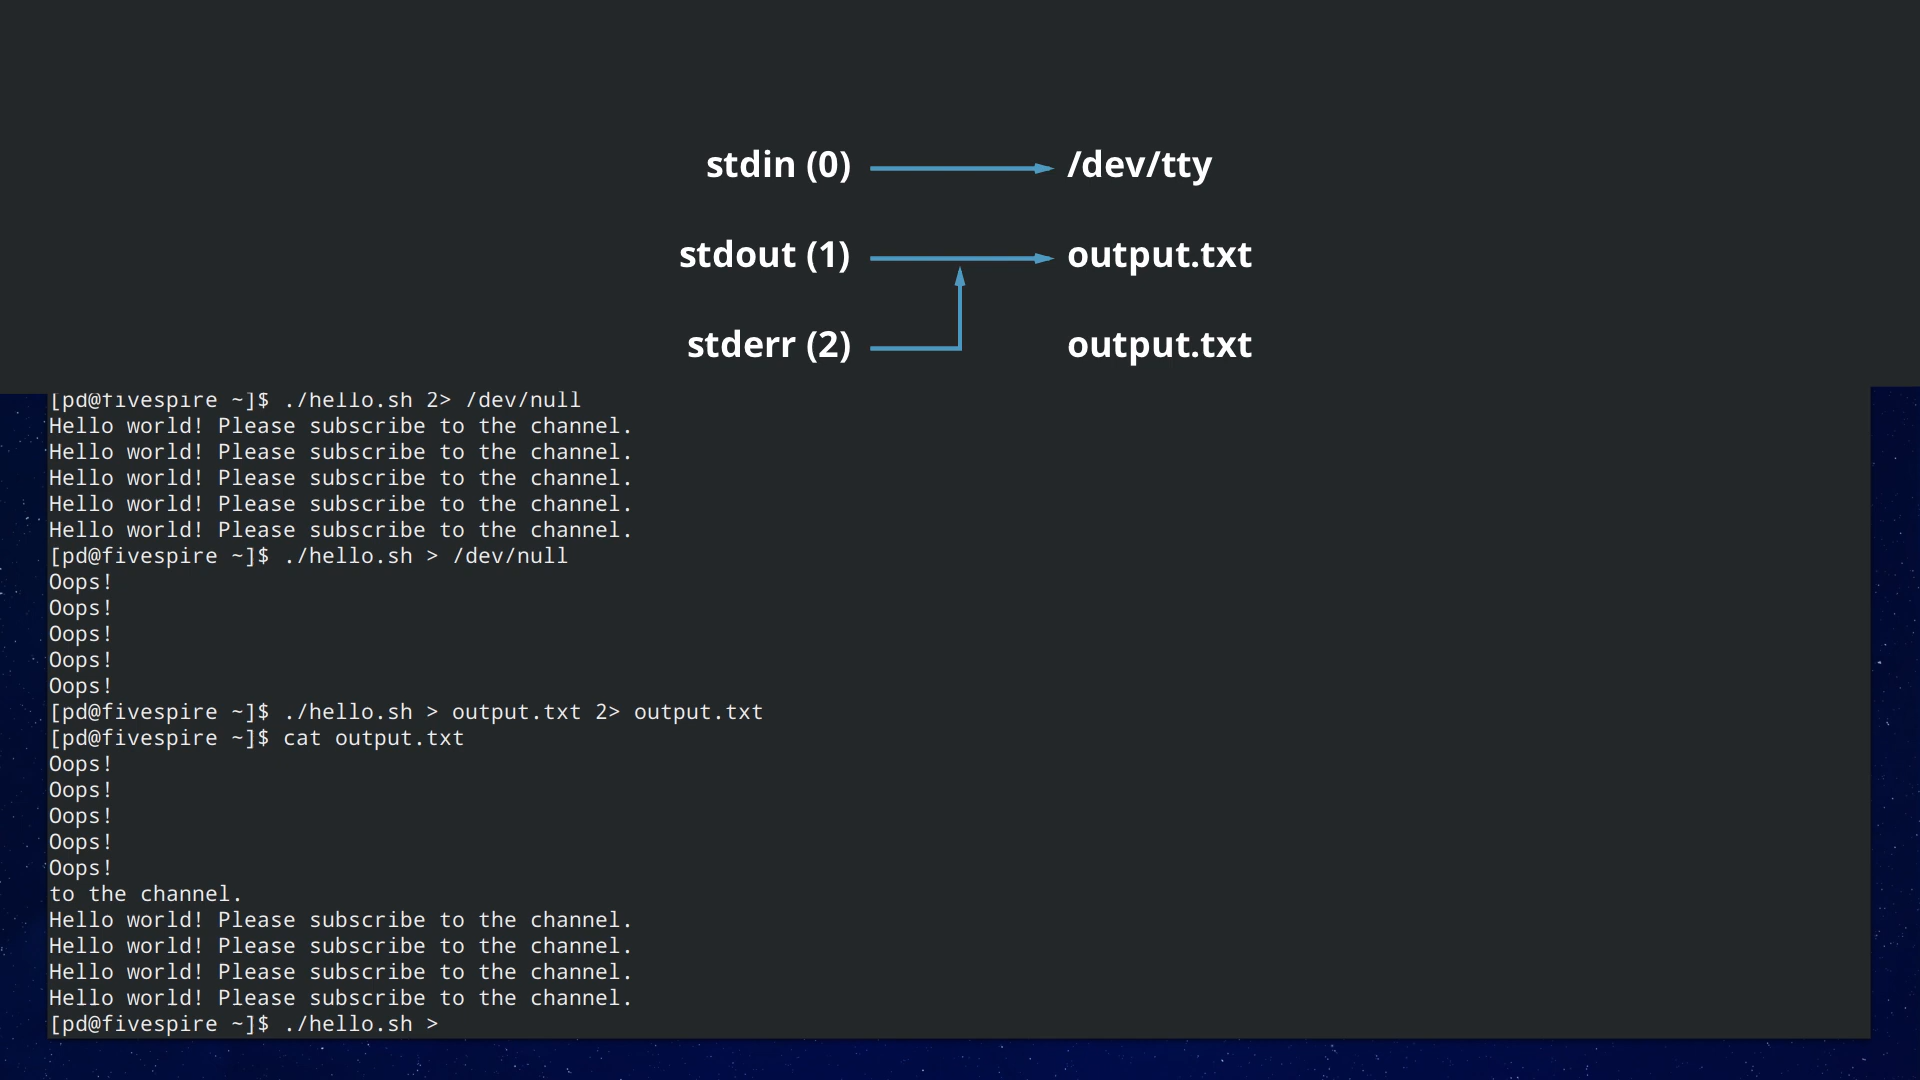 stdin (0) /dev/tty
stdout (1) output.txt
stderr (2) output.txt
[pd@fivespire ~]$ ./hello.sh 2> /dev/null
Hello world! Please subscribe to the channel.
Hello world! Please subscribe to the channel.
Hello world! Please subscribe to the channel.
Hello world! Please subscribe to the channel.
Hello world! Please subscribe to the channel.
[pd@fivespire ~]$ ./hello.sh > /dev/null
Oops!
Oops!
Oops!
Oops!
Oops!
[pd@fivespire ~]$ ./hello.sh > output.txt 2> output.txt
[pd@fivespire ~]$ cat output.txt
Oops!
Oops!
Oops!
Oops!
Oops!
to the channel.
Hello world! Please subscribe to the channel.
Hello world! Please subscribe to the channel.
Hello world! Please subscribe to the channel.
Hello world! Please subscribe to the channel.
[pd@fivespire ~]$ ./hello.sh >